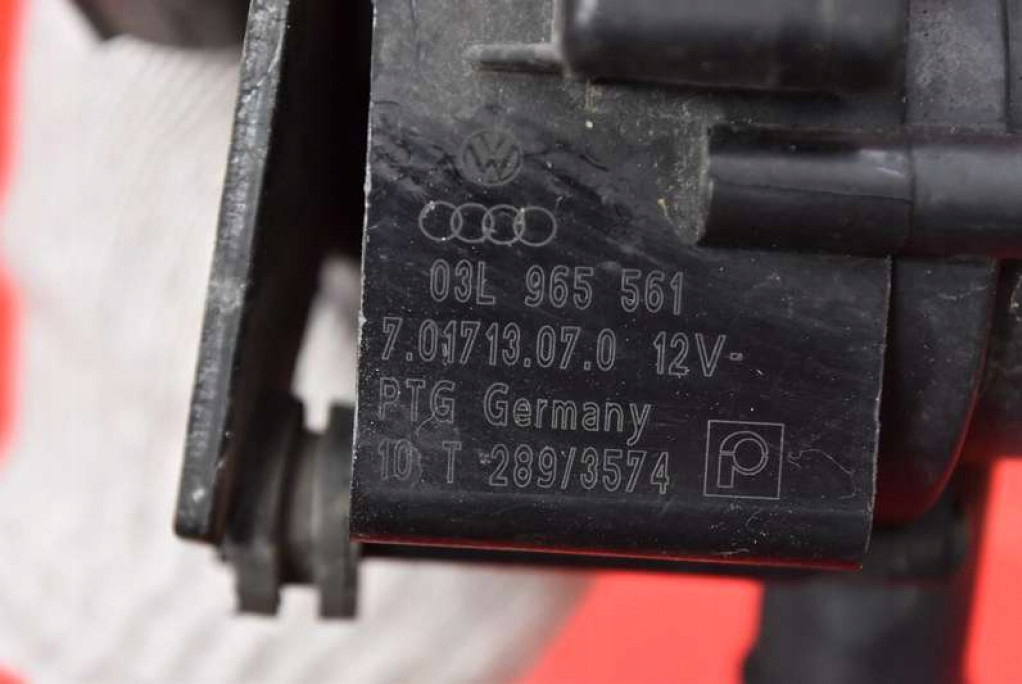 03L 965 561
7.01713.07.0 12V-
PTG Germany
10 T 289/3574